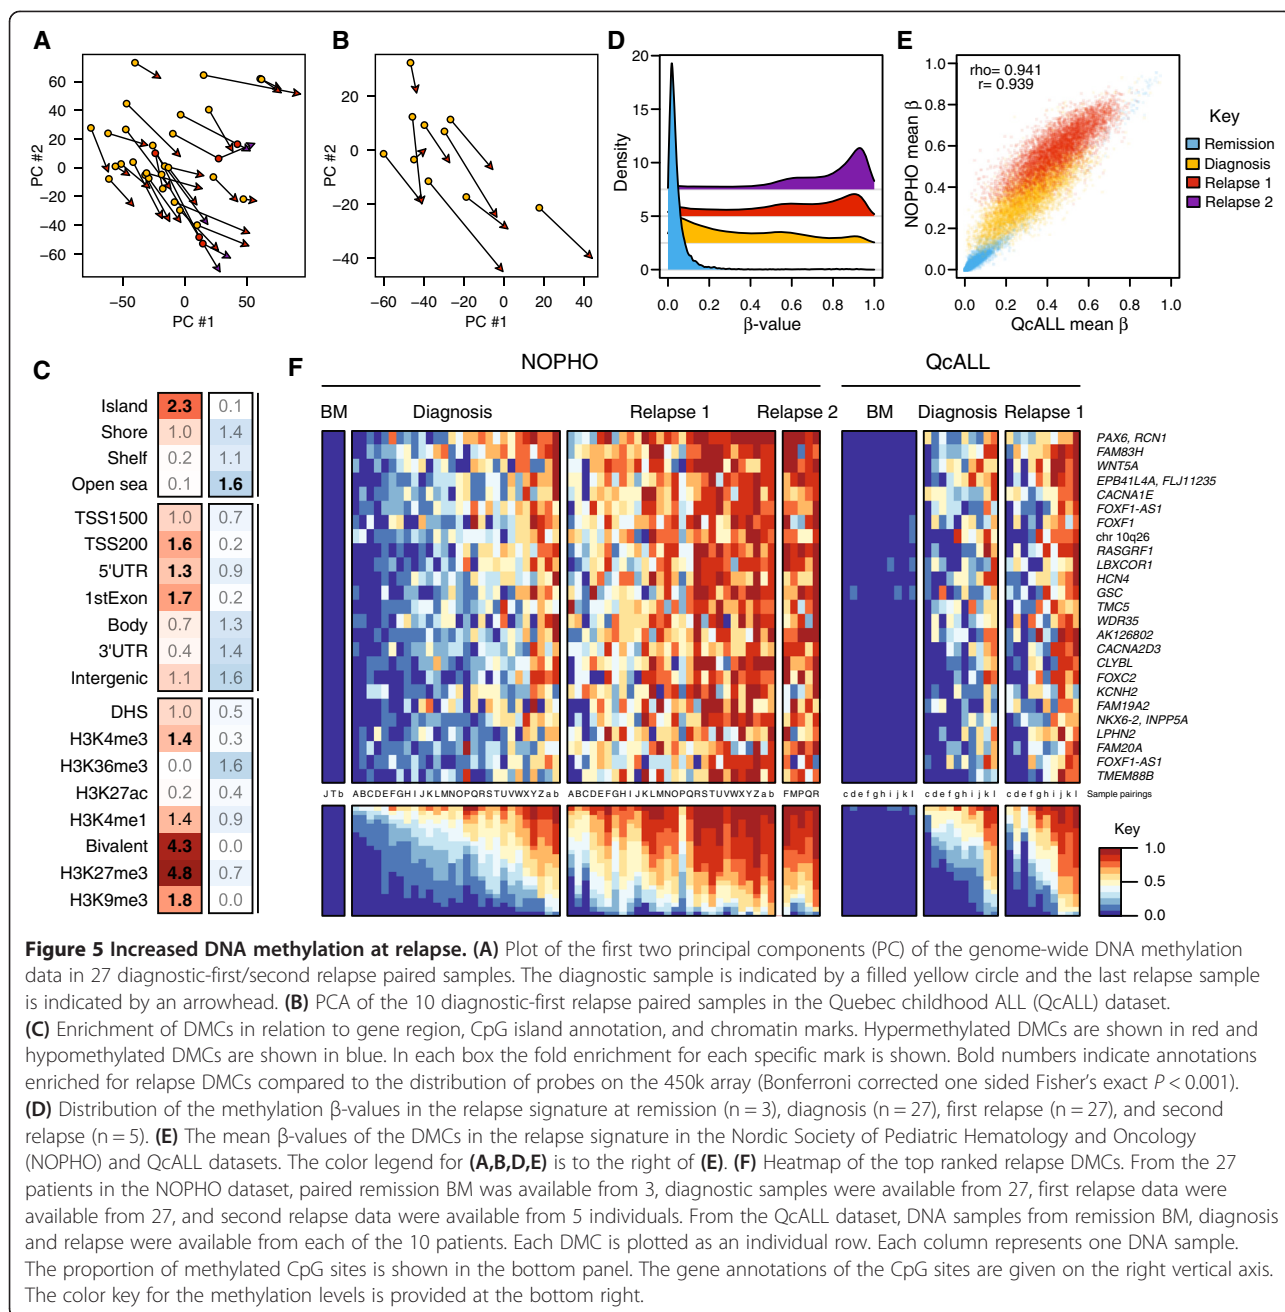 A
B
D
E
60
40
20
0
−20
−40
−60
PC #2
−50
0
50
PC #1
20
0
−20
−40
PC #2
−60
−40
−20
0
20
40
PC #1
20
15
10
5
0
Density
0.0
0.2
0.4
0.6
0.8
1.0
β-value
rho= 0.941
r= 0.939
1.0
0.8
0.6
0.4
0.2
0.0
NOPHO mean β
0.0 0.2 0.4 0.6 0.8 1.0
QcALL mean β
Key
Remission
Diagnosis
Relapse 1
Relapse 2
C
Island 2.3 0.1
Shore 1.0 1.4
Shelf 0.2 1.1
Open sea 0.1 1.6
TSS1500 1.0 0.7
TSS200 1.6 0.2
5'UTR 1.3 0.9
1stExon 1.7 0.2
Body 0.7 1.3
3'UTR 0.4 1.4
Intergenic 1.1 1.6
DHS 1.0 0.5
H3K4me3 1.4 0.3
H3K36me3 0.0 1.6
H3K27ac 0.2 0.4
H3K4me1 1.4 0.9
Bivalent 4.3 0.0
H3K27me3 4.8 0.7
H3K9me3 1.8 0.0
F
NOPHO
QcALL
BM Diagnosis Relapse 1 Relapse 2 BM Diagnosis Relapse 1
PAX6, RCN1
FAM83H
WNT5A
EPB41L4A, FLJ11235
CACNA1E
FOXF1-AS1
FOXF1
chr 10q26
RASGRF1
LBXCOR1
HCN4
GSC
TMC5
WDR35
AK126802
CACNA2D3
CLYBL
FOXC2
KCNH2
FAM19A2
NKX6-2, INPP5A
LPHN2
FAM20A
FOXF1-AS1
TMEM88B
J T b A B C D E F G H I J K L M N O P Q R S T U V W X Y Z a b A B C D E F G H I J K L M N O P Q R S T U V W X Y Z a b F M P Q R c d e f g h i j k l c d e f g h i j k l c d e f g h i j k l Sample pairings
Key
1.0
0.5
0.0
Figure 5 Increased DNA methylation at relapse. (A) Plot of the first two principal components (PC) of the genome-wide DNA methylation
data in 27 diagnostic-first/second relapse paired samples. The diagnostic sample is indicated by a filled yellow circle and the last relapse sample
is indicated by an arrowhead. (B) PCA of the 10 diagnostic-first relapse paired samples in the Quebec childhood ALL (QcALL) dataset.
(C) Enrichment of DMCs in relation to gene region, CpG island annotation, and chromatin marks. Hypermethylated DMCs are shown in red and
hypomethylated DMCs are shown in blue. In each box the fold enrichment for each specific mark is shown. Bold numbers indicate annotations
enriched for relapse DMCs compared to the distribution of probes on the 450k array (Bonferroni corrected one sided Fisher's exact P < 0.001).
(D) Distribution of the methylation β-values in the relapse signature at remission (n = 3), diagnosis (n = 27), first relapse (n = 27), and second
relapse (n = 5). (E) The mean β-values of the DMCs in the relapse signature in the Nordic Society of Pediatric Hematology and Oncology
(NOPHO) and QcALL datasets. The color legend for (A,B,D,E) is to the right of (E). (F) Heatmap of the top ranked relapse DMCs. From the 27
patients in the NOPHO dataset, paired remission BM was available from 3, diagnostic samples were available from 27, first relapse data were
available from 27, and second relapse data were available from 5 individuals. From the QcALL dataset, DNA samples from remission BM, diagnosis
and relapse were available from each of the 10 patients. Each DMC is plotted as an individual row. Each column represents one DNA sample.
The proportion of methylated CpG sites is shown in the bottom panel. The gene annotations of the CpG sites are given on the right vertical axis.
The color key for the methylation levels is provided at the bottom right.